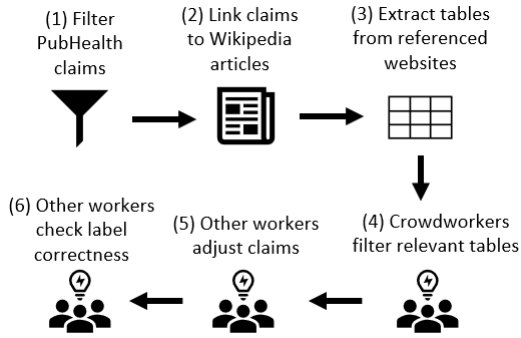 (1) Filter
PubHealth
claims
(2) Link claims
to Wikipedia
articles
(3) Extract tables
from referenced
websites
(4) Crowdworkers
filter relevant tables
(5) Other workers
adjust claims
(6) Other workers
check label
correctness